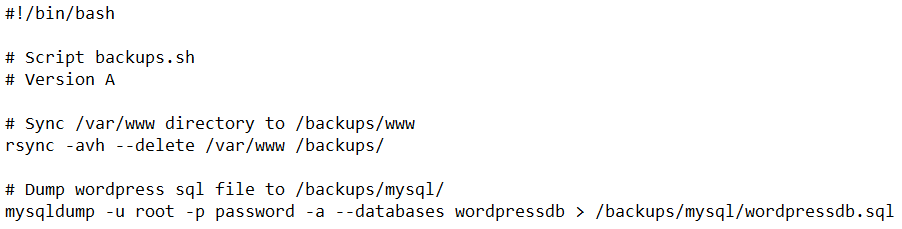 #!/bin/bash
# Script backups.sh
# Version A
# Sync /var/www directory to /backups/www
rsync -avh --delete /var/www /backups/
# Dump wordpress sql file to /backups/mysql/
mysqldump -u root -p password -a --databases wordpressdb > /backups/mysql/wordpressdb.sql